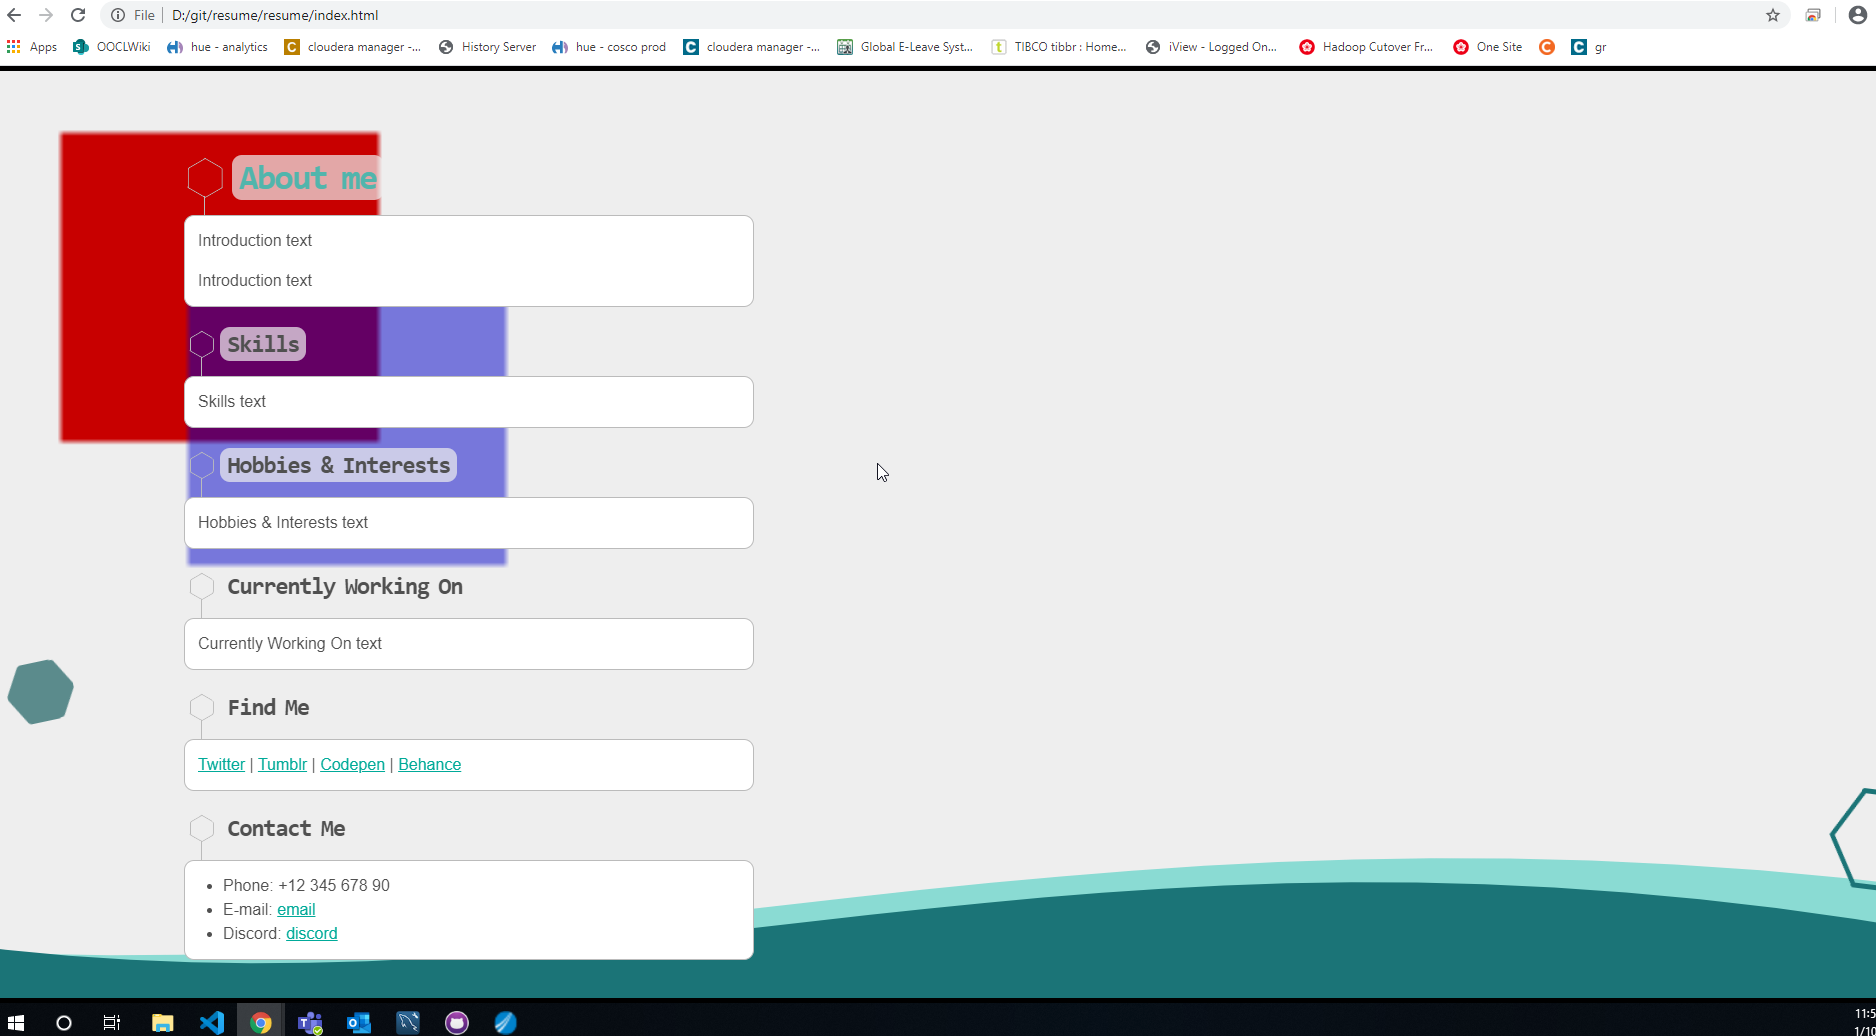 File | D:/git/resume/resume/index.html
Apps OOCLWiki hue - analytics cloudera manager -... History Server hue - cosco prod cloudera manager -... Global E-Leave Syst... TIBCO tibbr : Home... iView - Logged On... Hadoop Cutover Fr... One Site gr
About me
Introduction text
Introduction text
Skills
Skills text
Hobbies & Interests
Hobbies & Interests text
Currently Working On
Currently Working On text
Find Me
Twitter | Tumblr | Codepen | Behance
Contact Me
• Phone: +12 345 678 90
• E-mail: email
• Discord: discord
11:5
1/10